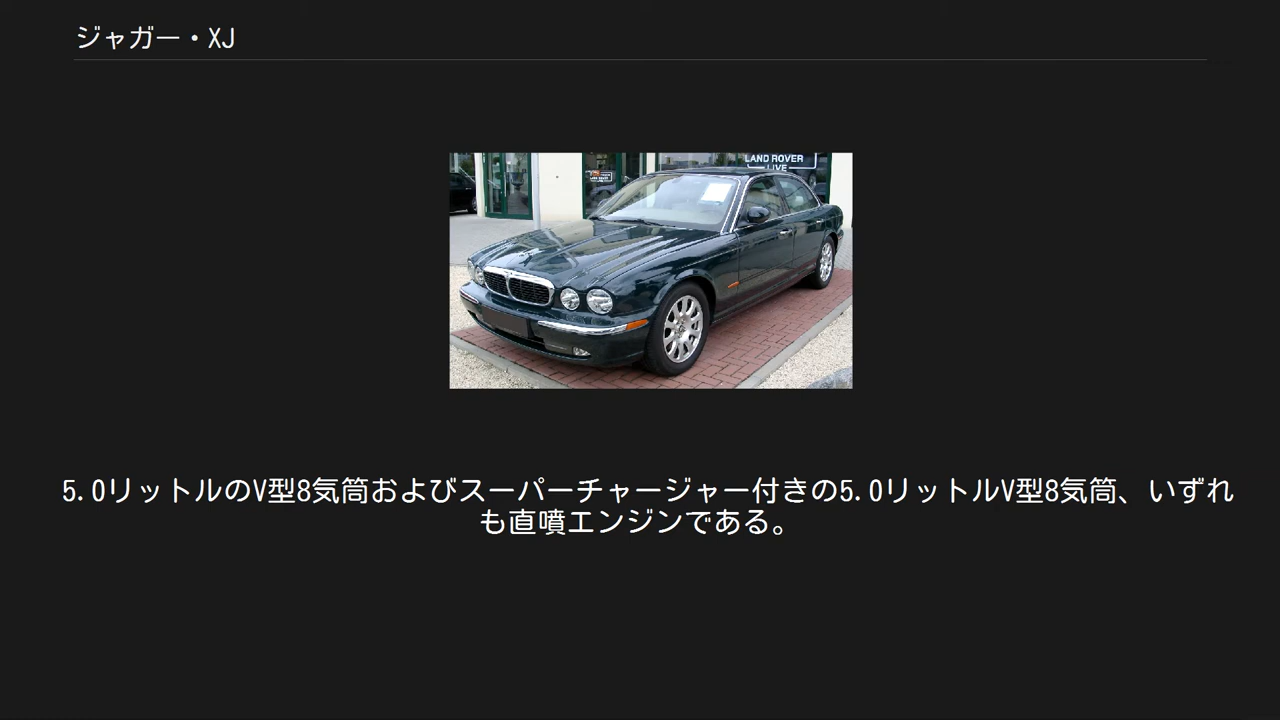 ジャガー・XJ
LAND ROVER
LIVE
5.0リットルのV型8気筒およびスーパーチャージャー付きの5.0リットルV型8気筒、いずれ
も直噴エンジンである。